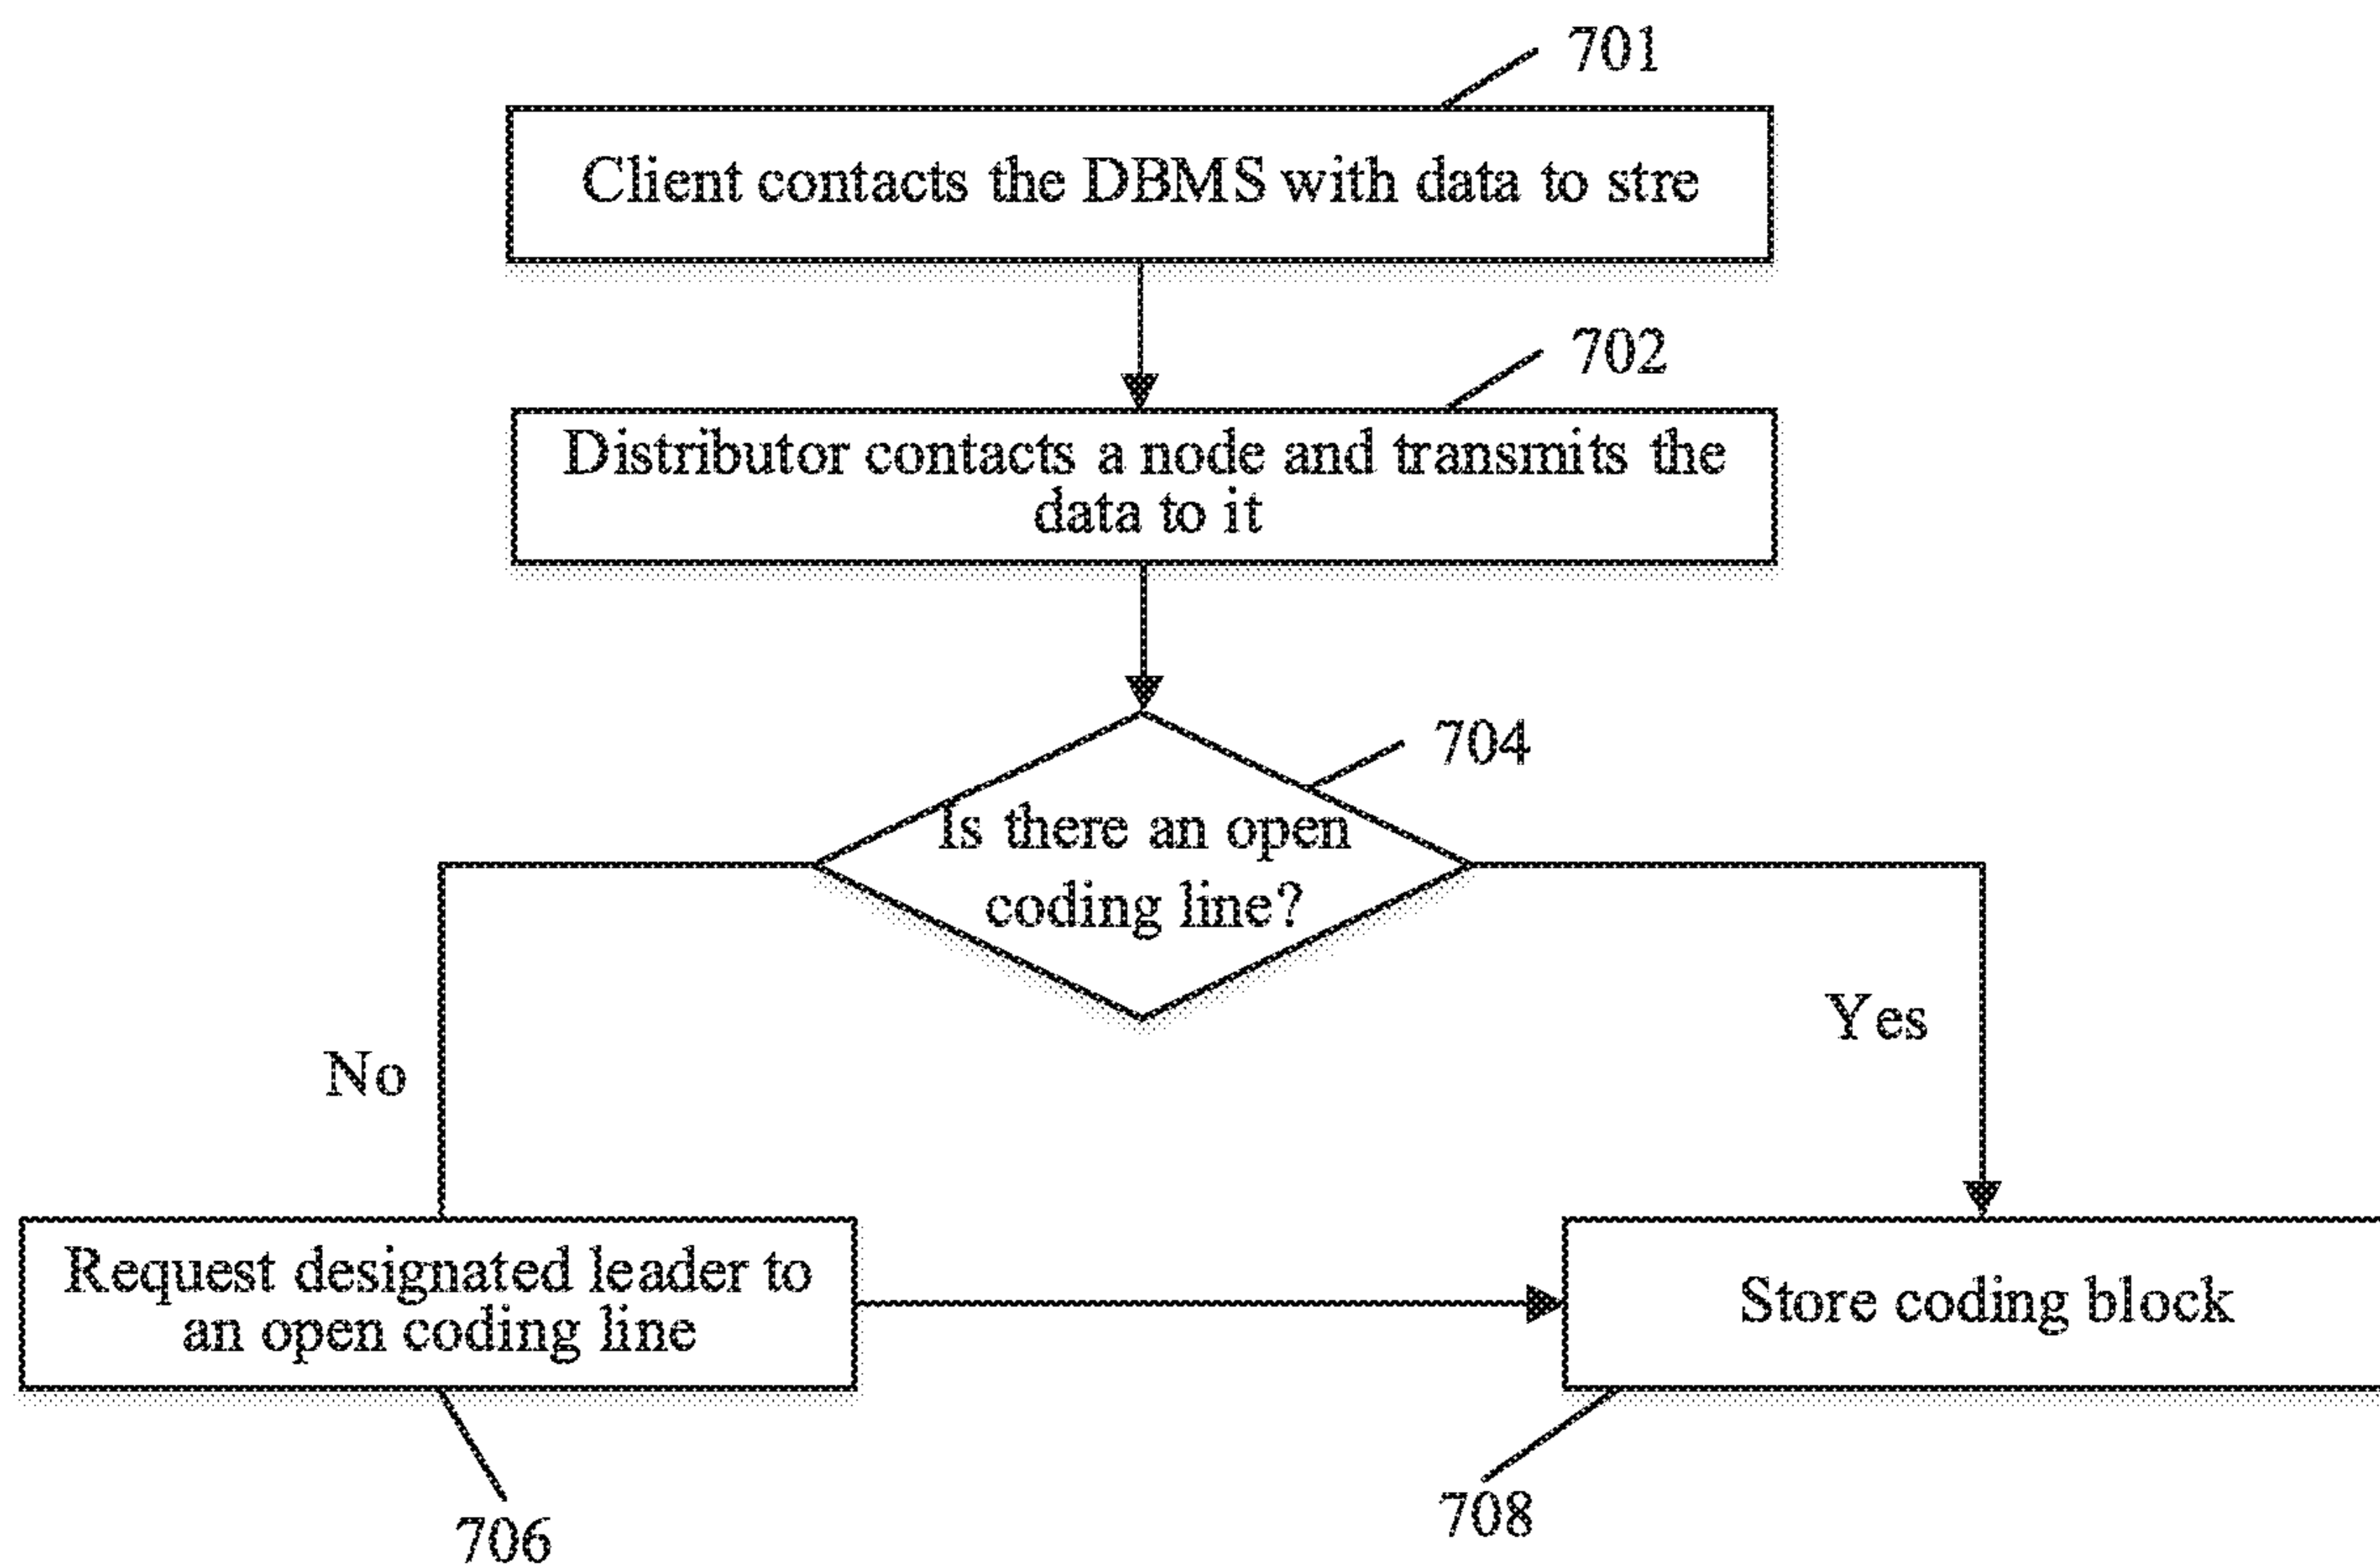 701
Client contacts the DBMS with data to stre
702
Distributor contacts a node and transmits the
data to it
704
Is there an open
coding line?
No
Yes
Request designated leader to
an open coding line
Store coding block
706
708